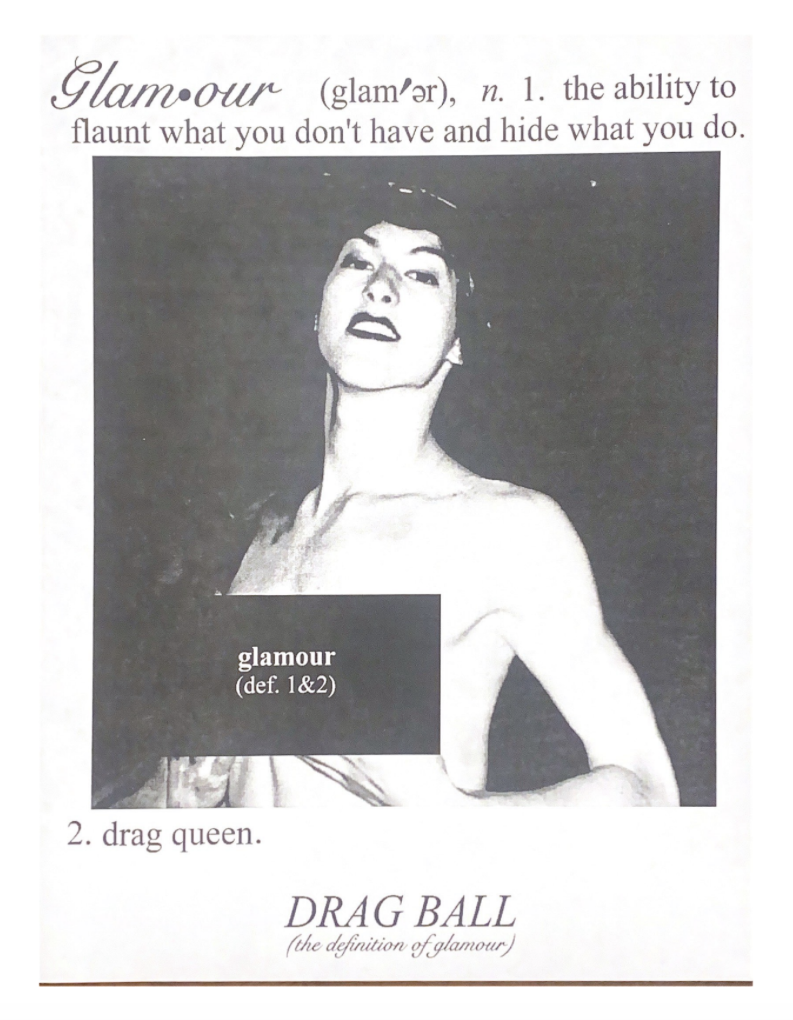 Glam•our (glam′ər), n. 1. the ability to
flaunt what you don't have and hide what you do.
glamour
(def. 1&2)
2. drag queen.
DRAG BALL
(the definition of glamour)